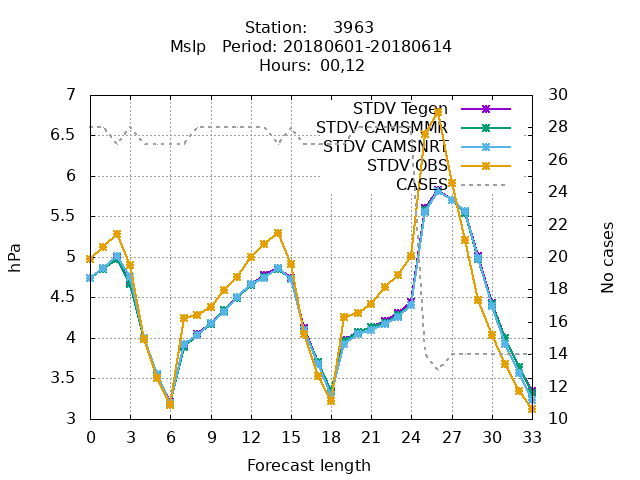 Station: 3963
Mslp Period: 20180601-20180614
Hours: 00,12
hPa
No cases
STDV Tegen
STDV CAMSMMR
STDV CAMSNRT
STDV OBS
CASES
7
6.5
6
5.5
5
4.5
4
3.5
3
30
28
26
24
22
20
18
16
14
12
10
0 3 6 9 12 15 18 21 24 27 30 33
Forecast length